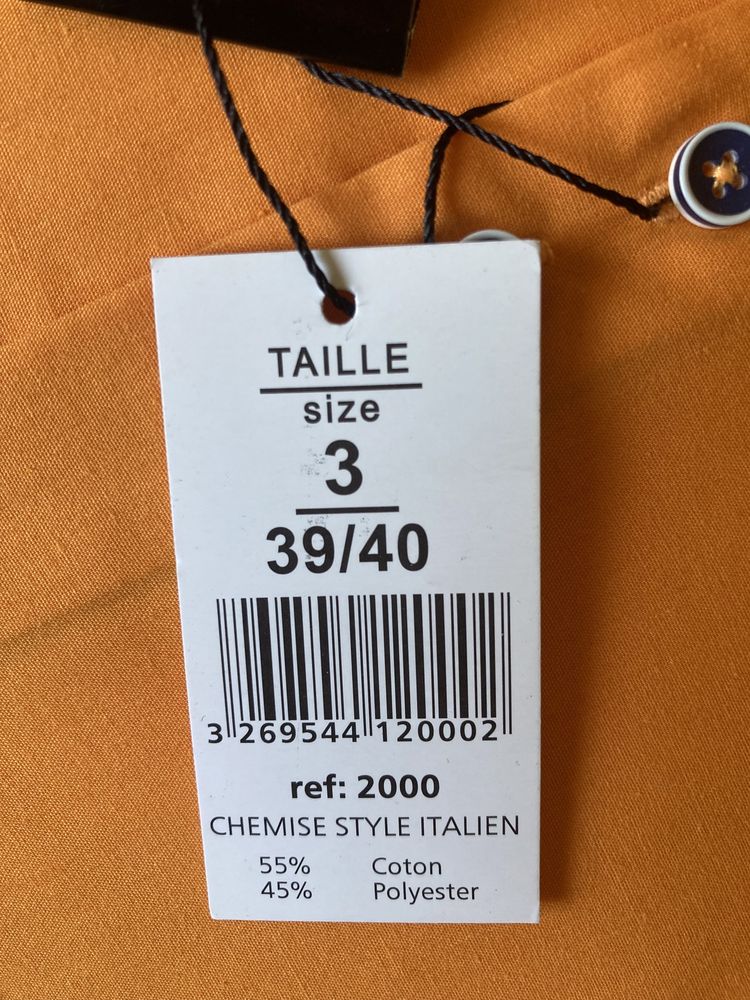 TAILLE
size
3
39/40
3 269544 120002
ref: 2000
CHEMISE STYLE ITALIEN
55% Coton
45% Polyester